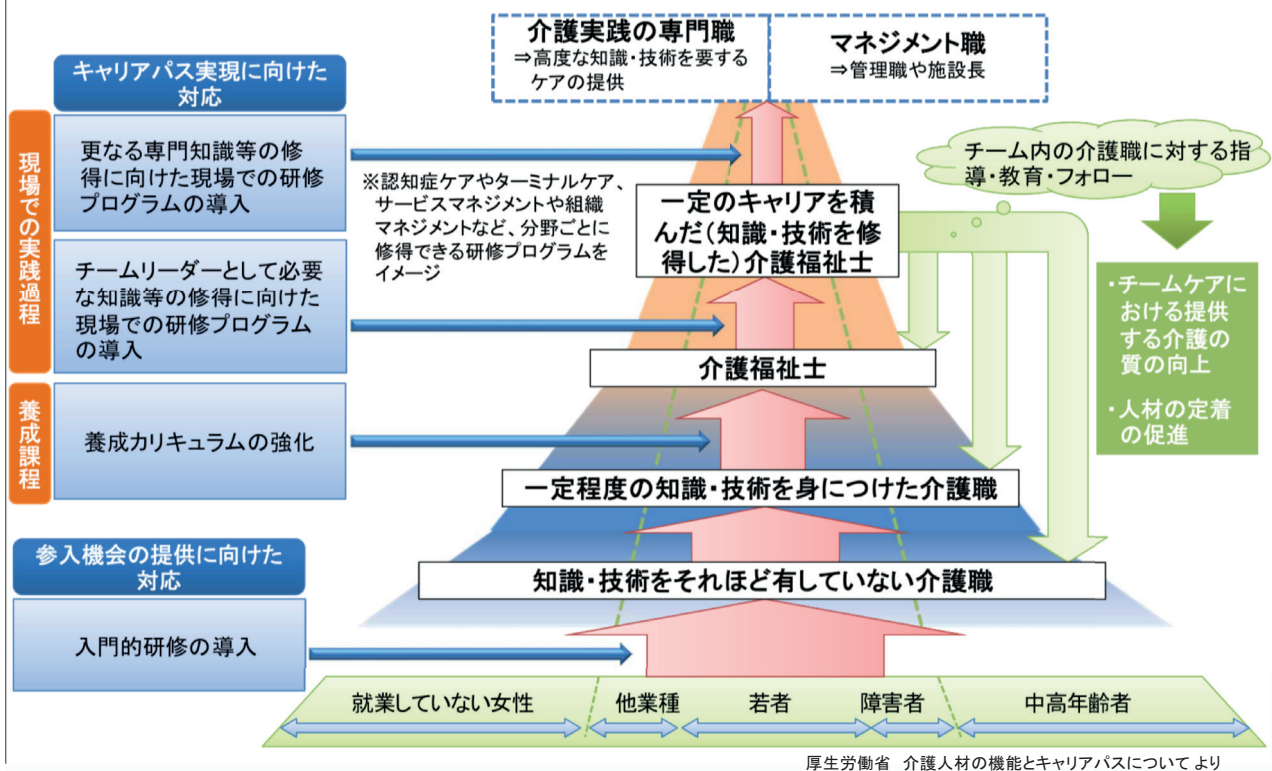 介護実践の専門職
⇒高度な知識・技術を要する
ケアの提供
マネジメント職
⇒管理職や施設長
キャリアパス実現に向けた
対応
現場での実践過程
更なる専門知識等の修
得に向けた現場での研修
プログラムの導入
※認知症ケアやターミナルケア、
サービスマネジメントや組織
マネジメントなど、分野ごとに
修得できる研修プログラムを
イメージ
チームリーダーとして必要
な知識等の修得に向けた
現場での研修プログラム
の導入
養成課程
養成カリキュラムの強化
参入機会の提供に向けた
対応
入門的研修の導入
一定のキャリアを積
んだ（知識・技術を修
得した）介護福祉士
介護福祉士
一定程度の知識・技術を身につけた介護職
知識・技術をそれほど有していない介護職
チーム内の介護職に対する指
導・教育・フォロー
・チームケアに
おける提供
する介護の
質の向上
・人材の定着
の促進
就業していない女性
他業種
若者
障害者
中高年齢者
厚生労働省 介護人材の機能とキャリアパスについて より